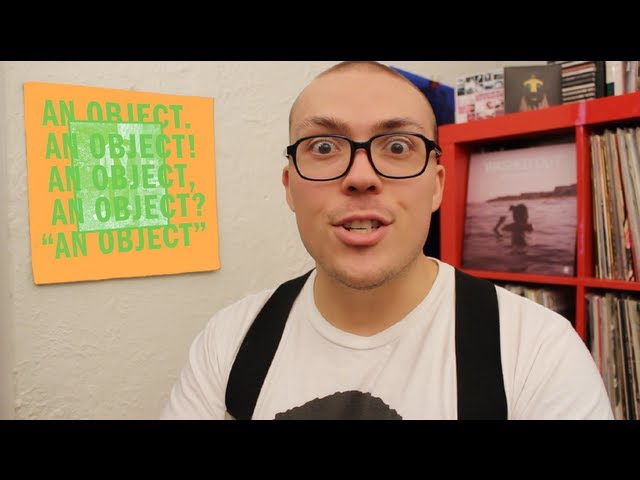 AN OBJECT.
AN OBJECT!
AN OBJECT,
AN OBJECT?
“AN OBJECT”